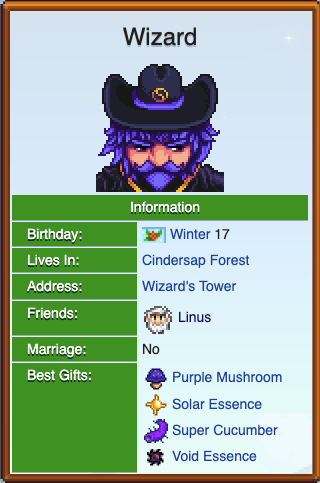 Wizard
Information
Birthday: Winter 17
Lives In: Cindersap Forest
Address: Wizard's Tower
Friends: Linus
Marriage: No
Best Gifts: Purple Mushroom
Solar Essence
Super Cucumber
Void Essence